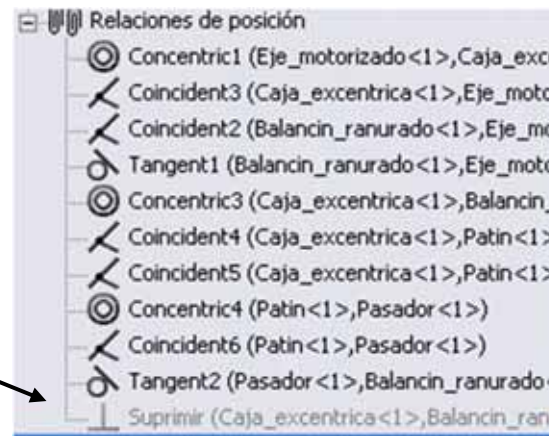 Relaciones de posición
Concentric1 (Eje_motorizado<1>,Caja_exc
Coincident3 (Caja_excentrica<1>,Eje_moto
Coincident2 (Balancin_ranurado<1>,Eje_mo
Tangent1 (Balancin_ranurado<1>,Eje_moto
Concentric3 (Caja_excentrica<1>,Balancin_
Coincident4 (Caja_excentrica<1>,Patin<1>
Coincident5 (Caja_excentrica<1>,Patin<1>
Concentric4 (Patin<1>,Pasador<1>)
Coincident6 (Patin<1>,Pasador<1>)
Tangent2 (Pasador<1>,Balancin_ranurado<
Suprimir (Caja_excentrica<1>,Balancin_ran